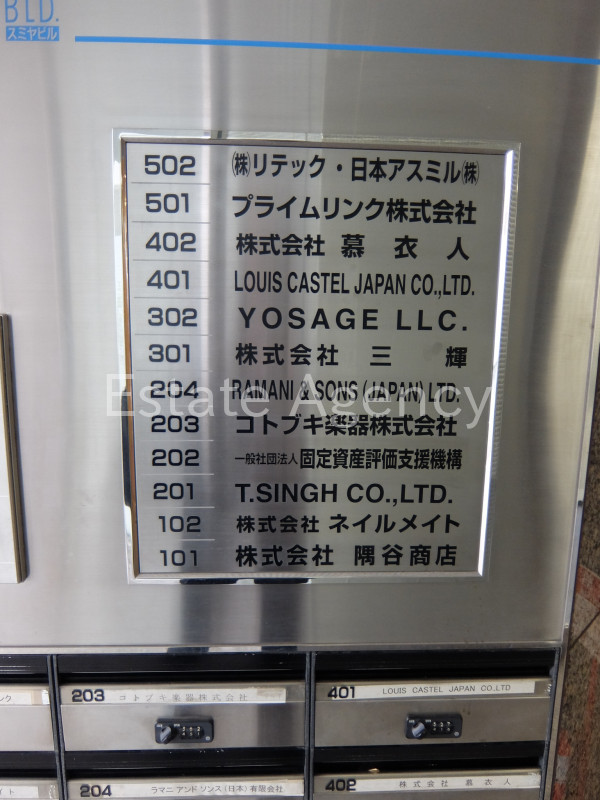 BLD.
スミヤビル
502 ㈱リテック・日本アスミル㈱
501 プライムリンク株式会社
402 株式会社 慕衣人
401 LOUIS CASTEL JAPAN CO.,LTD.
302 YOSAGE LLC.
301 株式会社 三輝
204 RAMANI & SONS (JAPAN) LTD.
203 コトブキ楽器株式会社
202 一般社団法人 固定資産評価支援機構
201 T.SINGH CO.,LTD.
102 株式会社 ネイルメイト
101 株式会社 隅谷商店
Estate Agency
ンク
203 コトブキ楽器株式会社
401 LOUIS CASTEL JAPAN CO.LTD
イト
204 ラマニアンドソンズ(日本)有限会社
402 株式会社 慕衣人